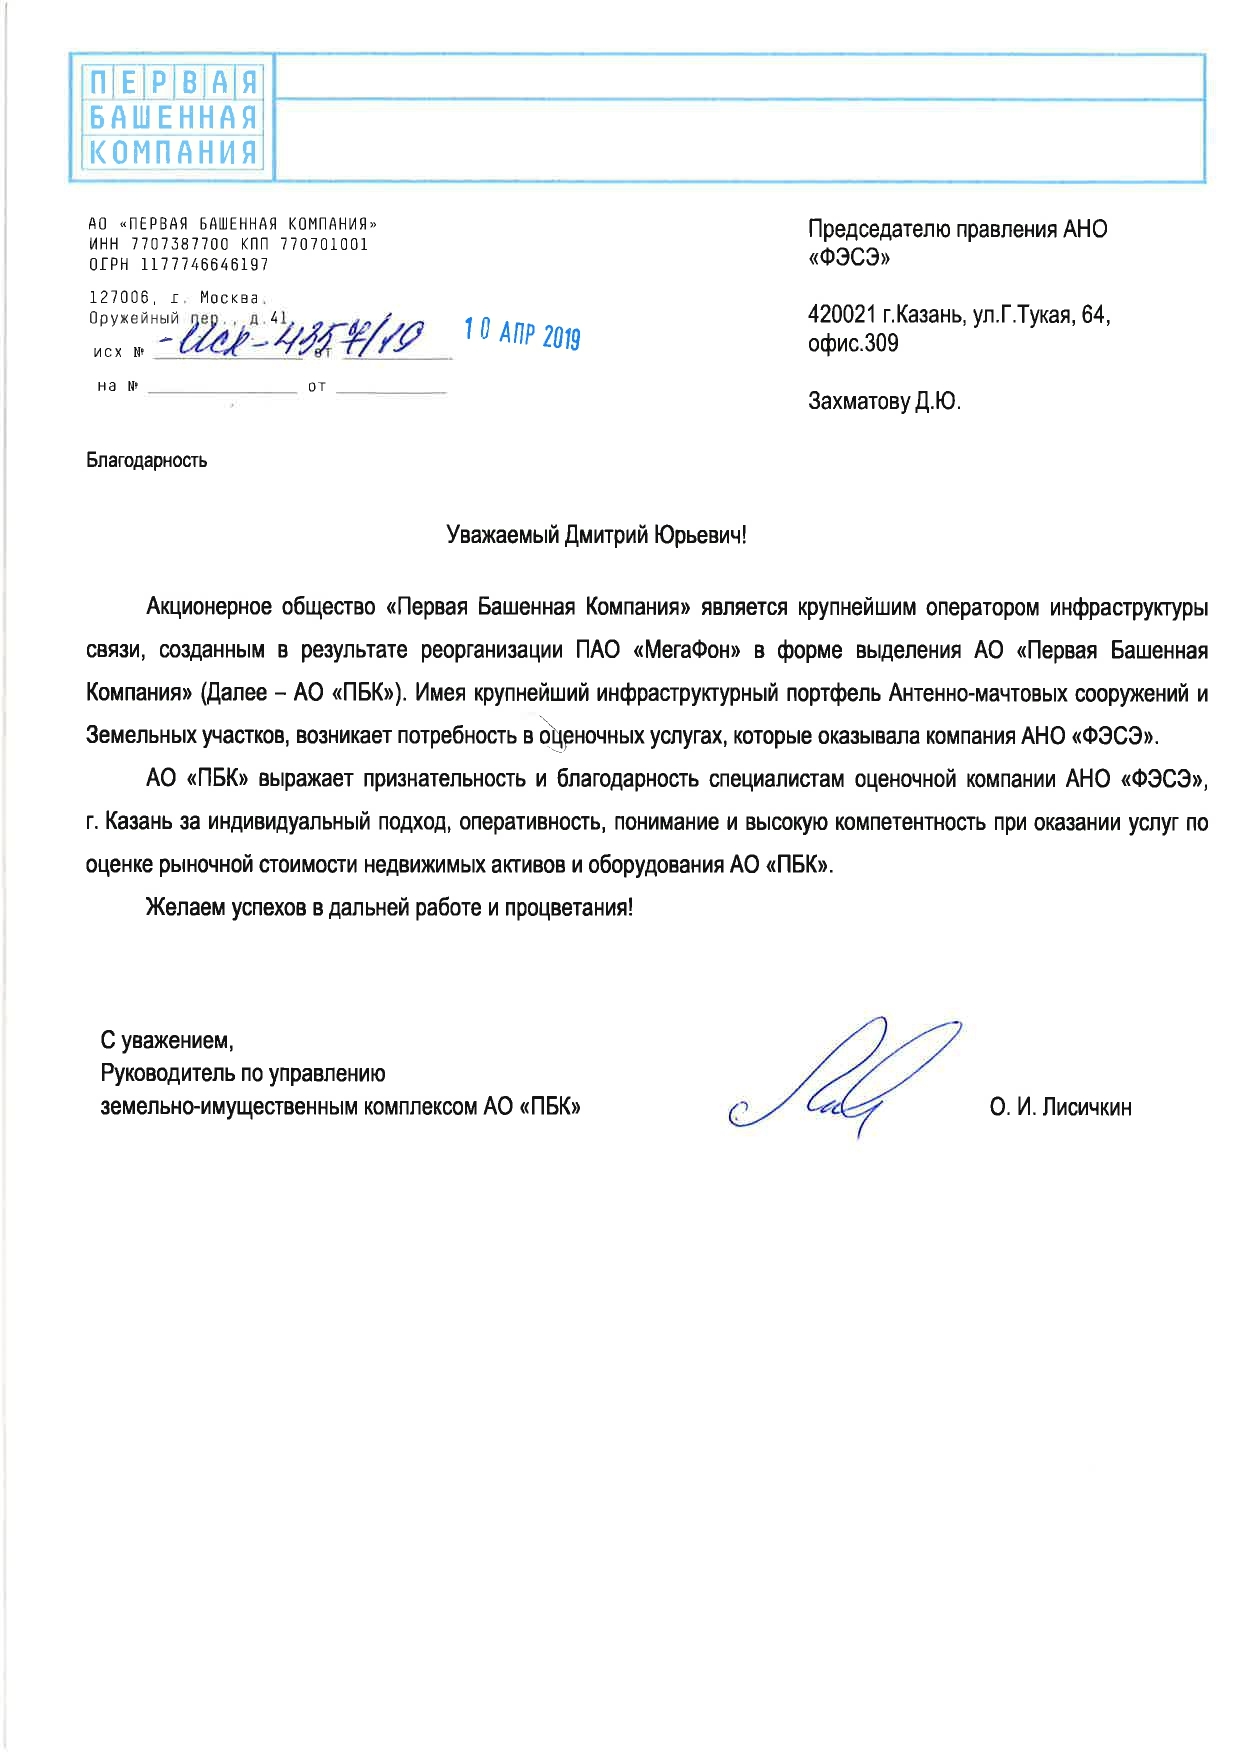 ПЕРВАЯ
БАШЕННАЯ
КОМПАНИЯ
АО «ПЕРВАЯ БАШЕННАЯ КОМПАНИЯ»
ИНН 7707387700 КПП 770701001
ОГРН 1177746646197
127006, г. Москва.
Оружейный пер., д.41,
исх № -Исх-4357/19 от
10 АПР 2019
на № от
Председателю правления АНО
«ФЭСЭ»
420021 г.Казань, ул.Г.Тукая, 64,
офис.309
Захматову Д.Ю.
Благодарность
Уважаемый Дмитрий Юрьевич!
Акционерное общество «Первая Башенная Компания» является крупнейшим оператором инфраструктуры
связи, созданным в результате реорганизации ПАО «МегаФон» в форме выделения АО «Первая Башенная
Компания» (Далее – АО «ПБК»). Имея крупнейший инфраструктурный портфель Антенно-мачтовых сооружений и
Земельных участков, возникает потребность в оценочных услугах, которые оказывала компания АНО «ФЭСЭ».
АО «ПБК» выражает признательность и благодарность специалистам оценочной компании АНО «ФЭСЭ»,
г. Казань за индивидуальный подход, оперативность, понимание и высокую компетентность при оказании услуг по
оценке рыночной стоимости недвижимых активов и оборудования АО «ПБК».
Желаем успехов в дальней работе и процветания!
С уважением,
Руководитель по управлению
земельно-имущественным комплексом АО «ПБК»
О. И. Лисичкин